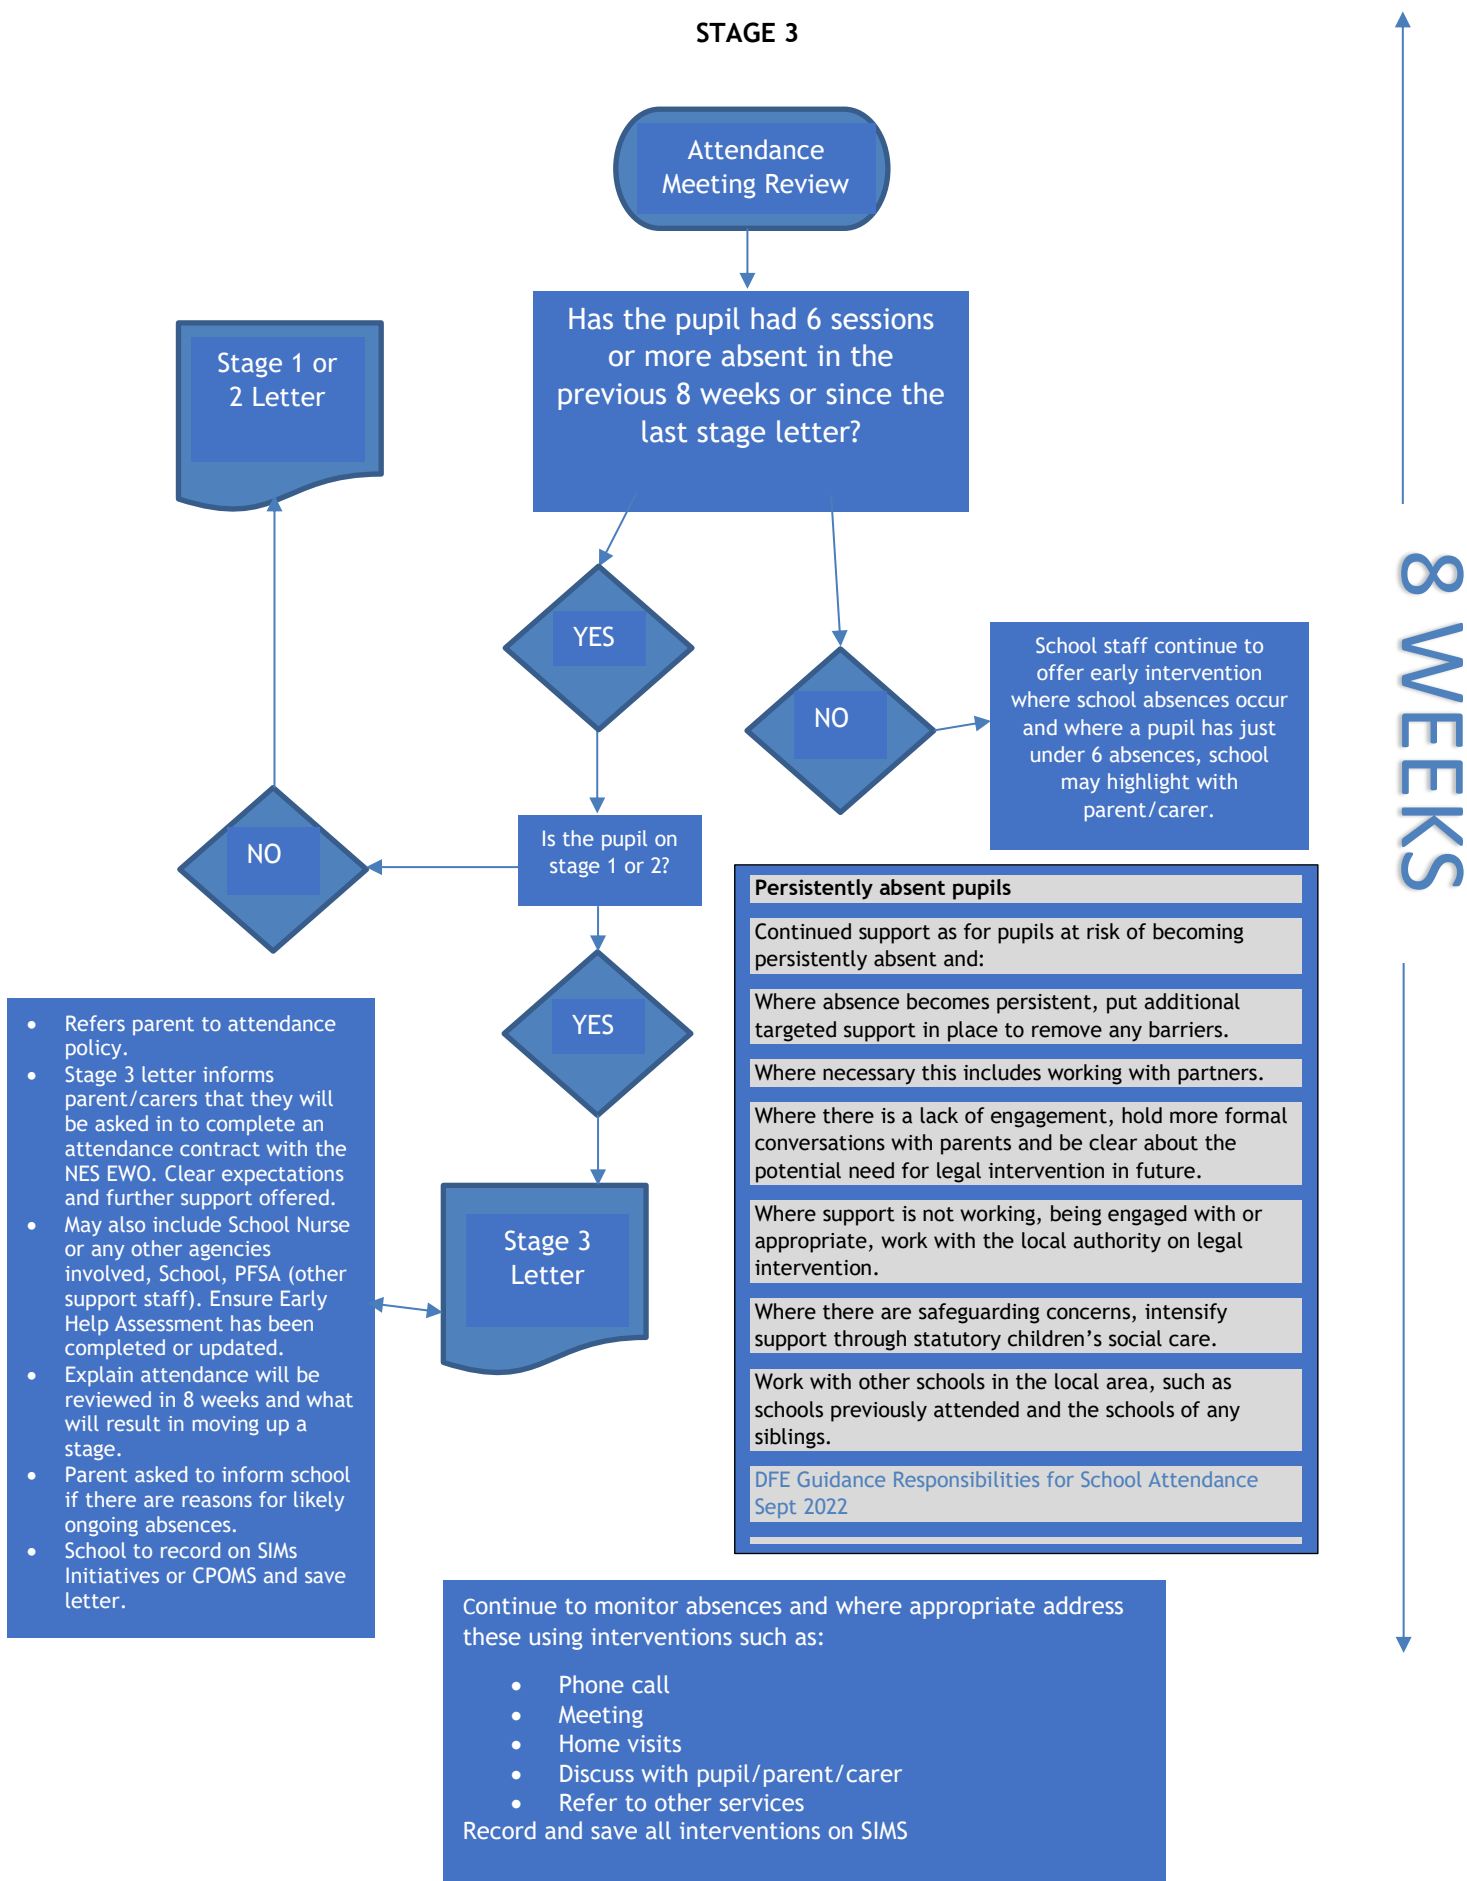 STAGE 3
Attendance
Meeting Review
Has the pupil had 6 sessions
or more absent in the
previous 8 weeks or since the
last stage letter?
Stage 1 or
2 Letter
YES
NO
School staff continue to
offer early intervention
where school absences occur
and where a pupil has just
under 6 absences, school
may highlight with
parent/carer.
8 WEEKS
Is the pupil on
stage 1 or 2?
NO
YES
Stage 3
Letter
• Refers parent to attendance
policy.
• Stage 3 letter informs
parent/carers that they will
be asked in to complete an
attendance contract with the
NES EWO. Clear expectations
and further support offered.
• May also include School Nurse
or any other agencies
involved, School, PFSA (other
support staff). Ensure Early
Help Assessment has been
completed or updated.
• Explain attendance will be
reviewed in 8 weeks and what
will result in moving up a
stage.
• Parent asked to inform school
if there are reasons for likely
ongoing absences.
• School to record on SIMs
Initiatives or CPOMS and save
letter.
Persistently absent pupils
Continued support as for pupils at risk of becoming
persistently absent and:
Where absence becomes persistent, put additional
targeted support in place to remove any barriers.
Where necessary this includes working with partners.
Where there is a lack of engagement, hold more formal
conversations with parents and be clear about the
potential need for legal intervention in future.
Where support is not working, being engaged with or
appropriate, work with the local authority on legal
intervention.
Where there are safeguarding concerns, intensify
support through statutory children’s social care.
Work with other schools in the local area, such as
schools previously attended and the schools of any
siblings.
DFE Guidance Responsibilities for School Attendance
Sept 2022
Continue to monitor absences and where appropriate address
these using interventions such as:
• Phone call
• Meeting
• Home visits
• Discuss with pupil/parent/carer
• Refer to other services
Record and save all interventions on SIMS